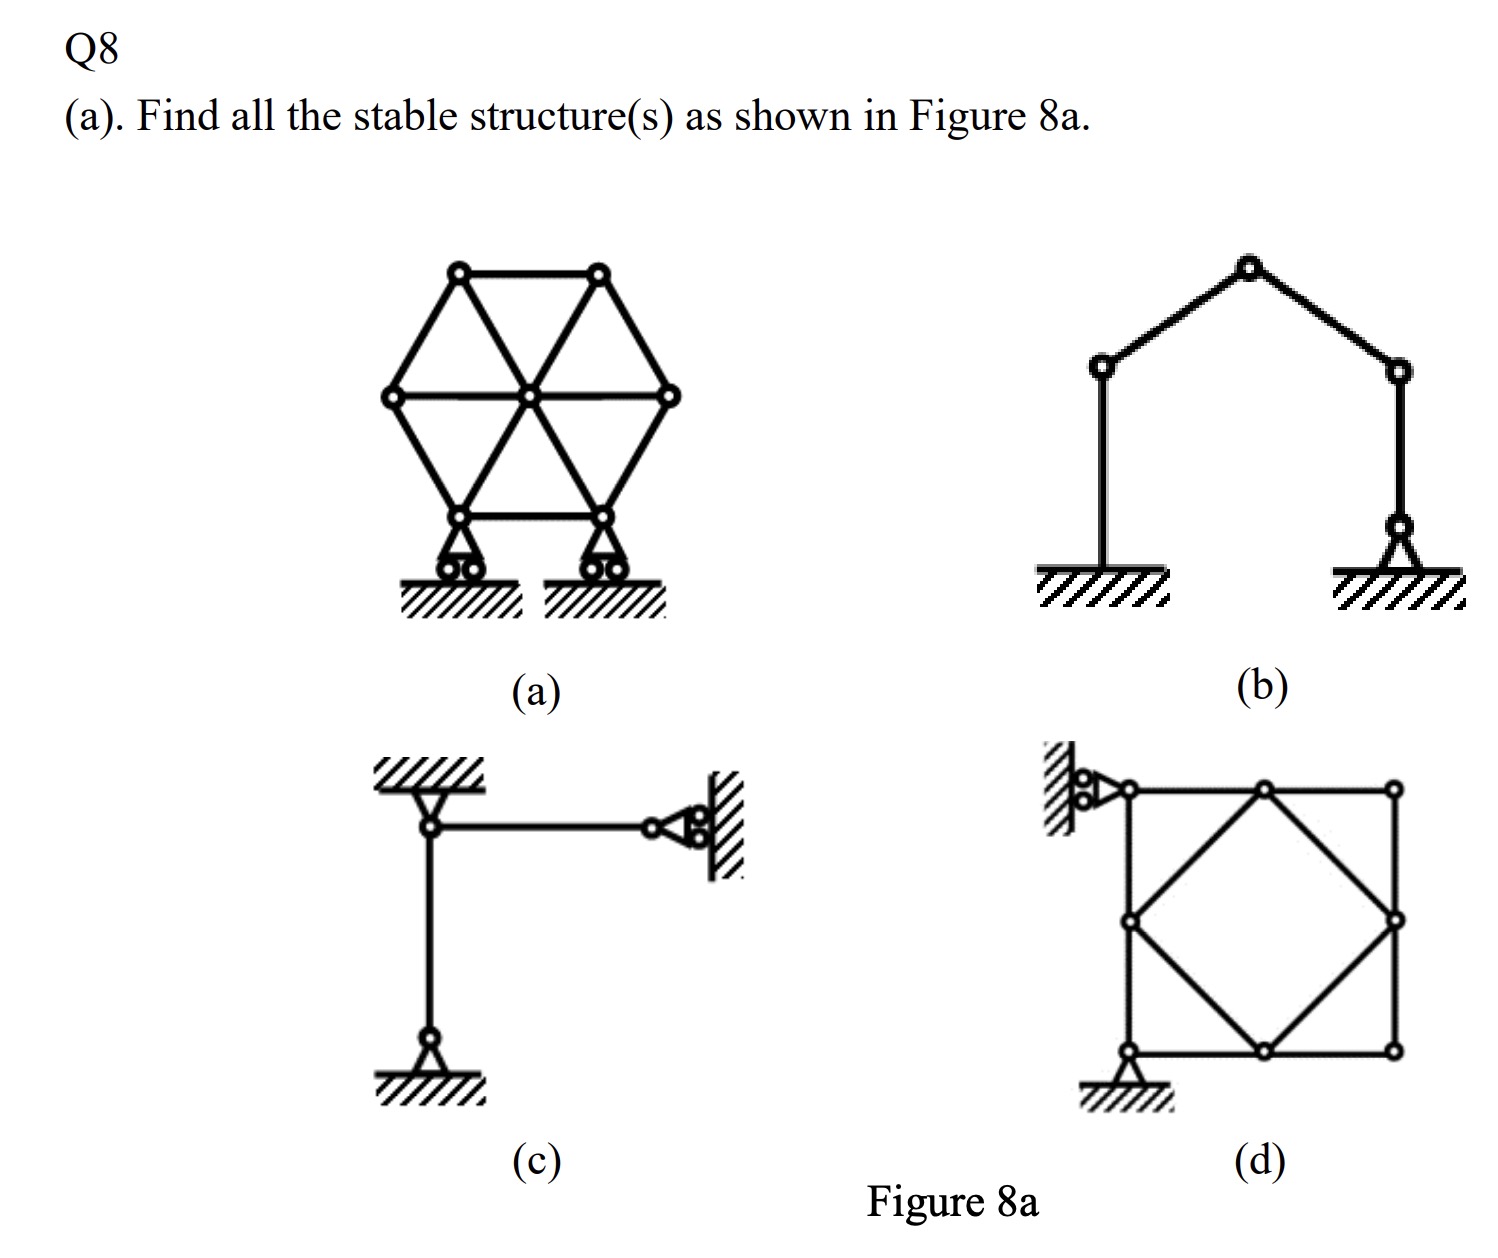 Q8
(a). Find all the stable structure(s) as shown in Figure 8a.
(a)
(b)
(c)
(d)
Figure 8a